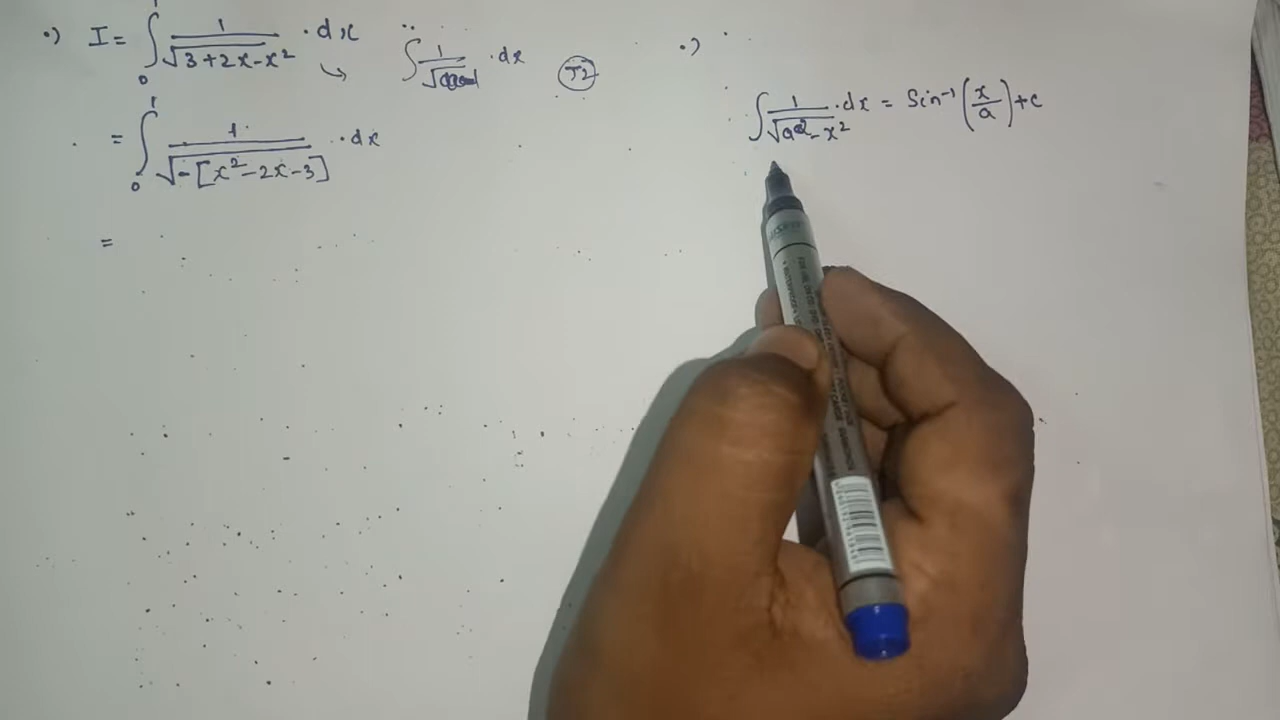 •) I = ∫₀¹ 1/√(3+2x-x²) · dx
∫ 1/√ · dx (T2)
= ∫₀¹ 1/√(-[x²-2x-3]) · dx
=
•)
∫ 1/√(a²-x²) · dx = Sin⁻¹(x/a) + c